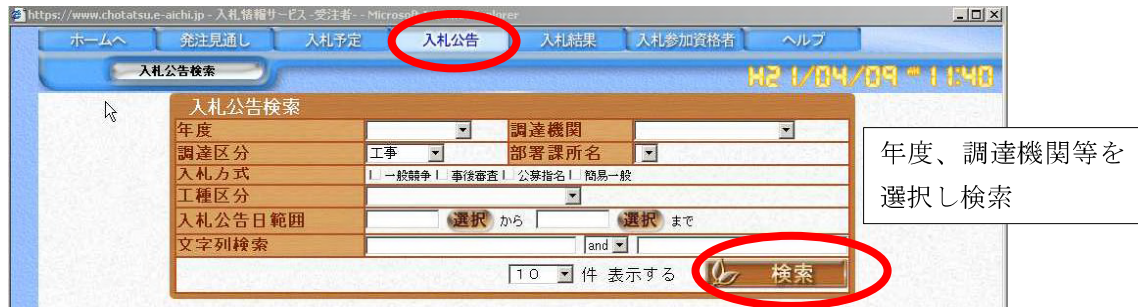 https://www.chotatsu.e-aichi.jp - 入札情報サービス -受注者- - Microsoft Internet Explorer
ホームへ 発注見通し 入札予定 入札公告 入札結果 入札参加資格者 ヘルプ
入札公告検索
H21/04/09 11:40
入札公告検索
年度 調達機関
調達区分 工事 部署課所名
入札方式 一般競争 事後審査 公募指名 簡易一般
工種区分
入札公告日範囲 選択 から 選択 まで
文字列検索 and
10 件 表示する 検索
年度、調達機関等を
選択し検索